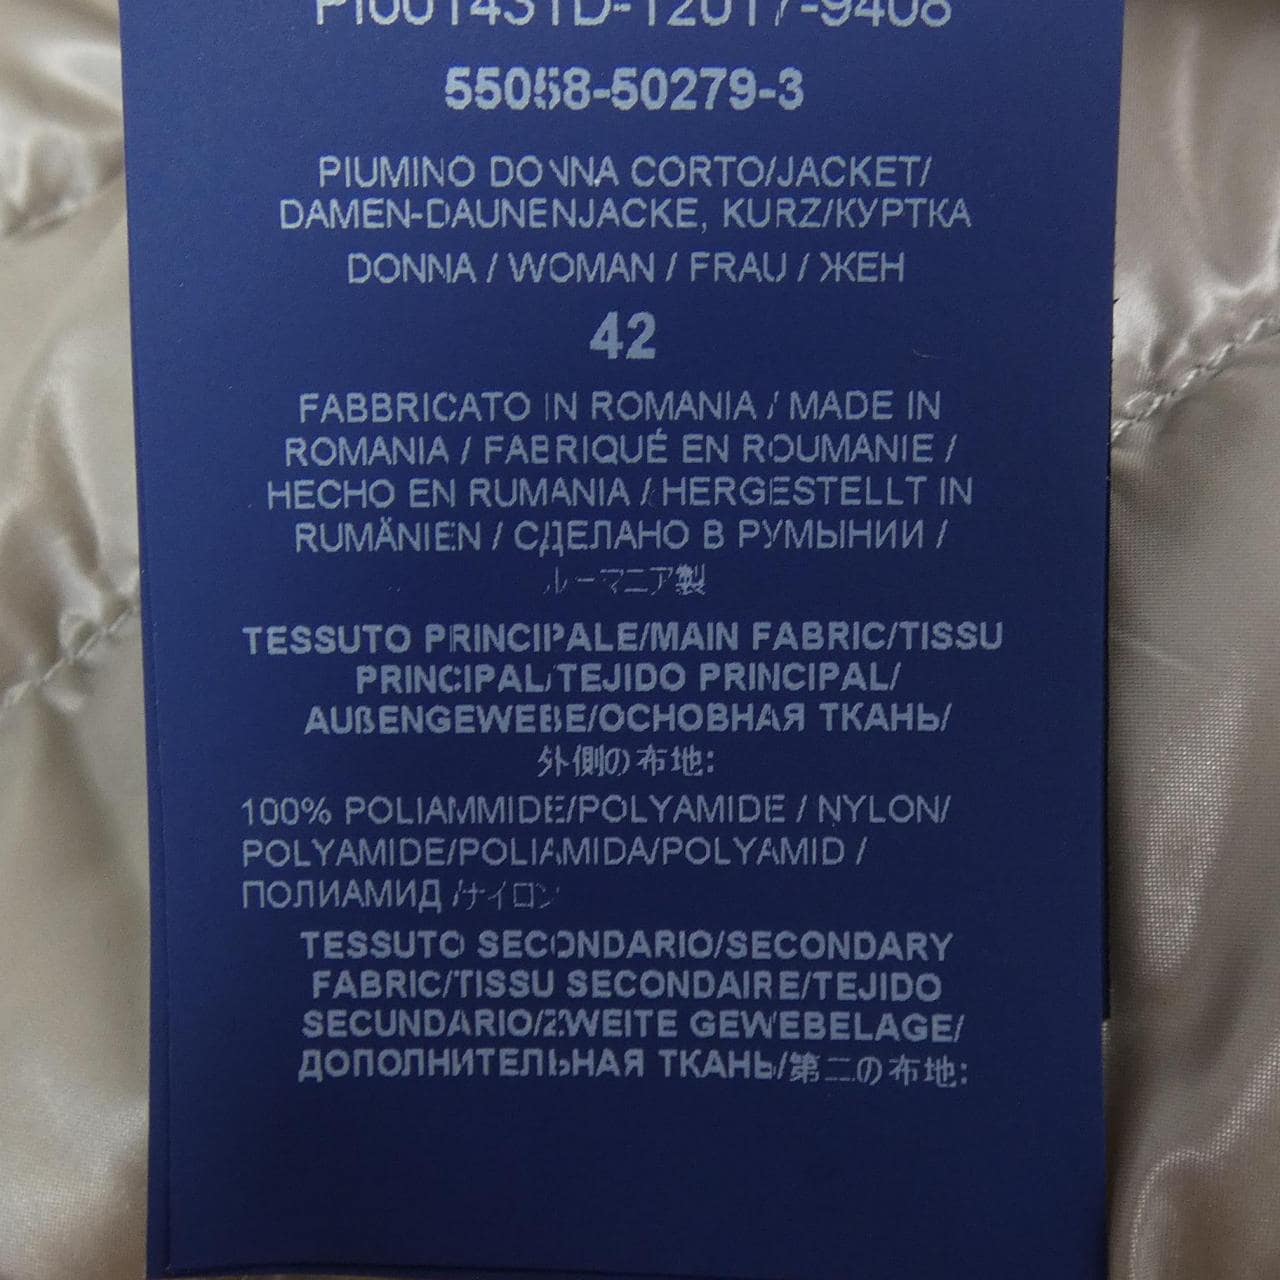 PI001431D-12017-9408
55058-50279-3
PIUMINO DONNA CORTO/JACKET/
DAMEN-DAUNENJACKE, KURZ/КУРТКА
DONNA / WOMAN / FRAU / ЖЕН
42
FABBRICATO IN ROMANIA / MADE IN
ROMANIA / FABRIQUÉ EN ROUMANIE /
HECHO EN RUMANIA / HERGESTELLT IN
RUMÄNIEN / СДЕЛАНО В РУМЫНИИ /
ルーマニア製
TESSUTO PRINCIPALE/MAIN FABRIC/TISSU
PRINCIPAL/TEJIDO PRINCIPAL/
AUßENGEWEBE/ОСНОВНАЯ ТКАНЬ/
外側の布地:
100% POLIAMMIDE/POLYAMIDE / NYLON/
POLYAMIDE/POLIAMIDA/POLYAMID /
ПОЛИАМИД /ナイロン
TESSUTO SECONDARIO/SECONDARY
FABRIC/TISSU SECONDAIRE/TEJIDO
SECUNDARIO/ZWEITE GEWEBELAGE/
ДОПОЛНИТЕЛЬНАЯ ТКАНЬ/第二の布地: